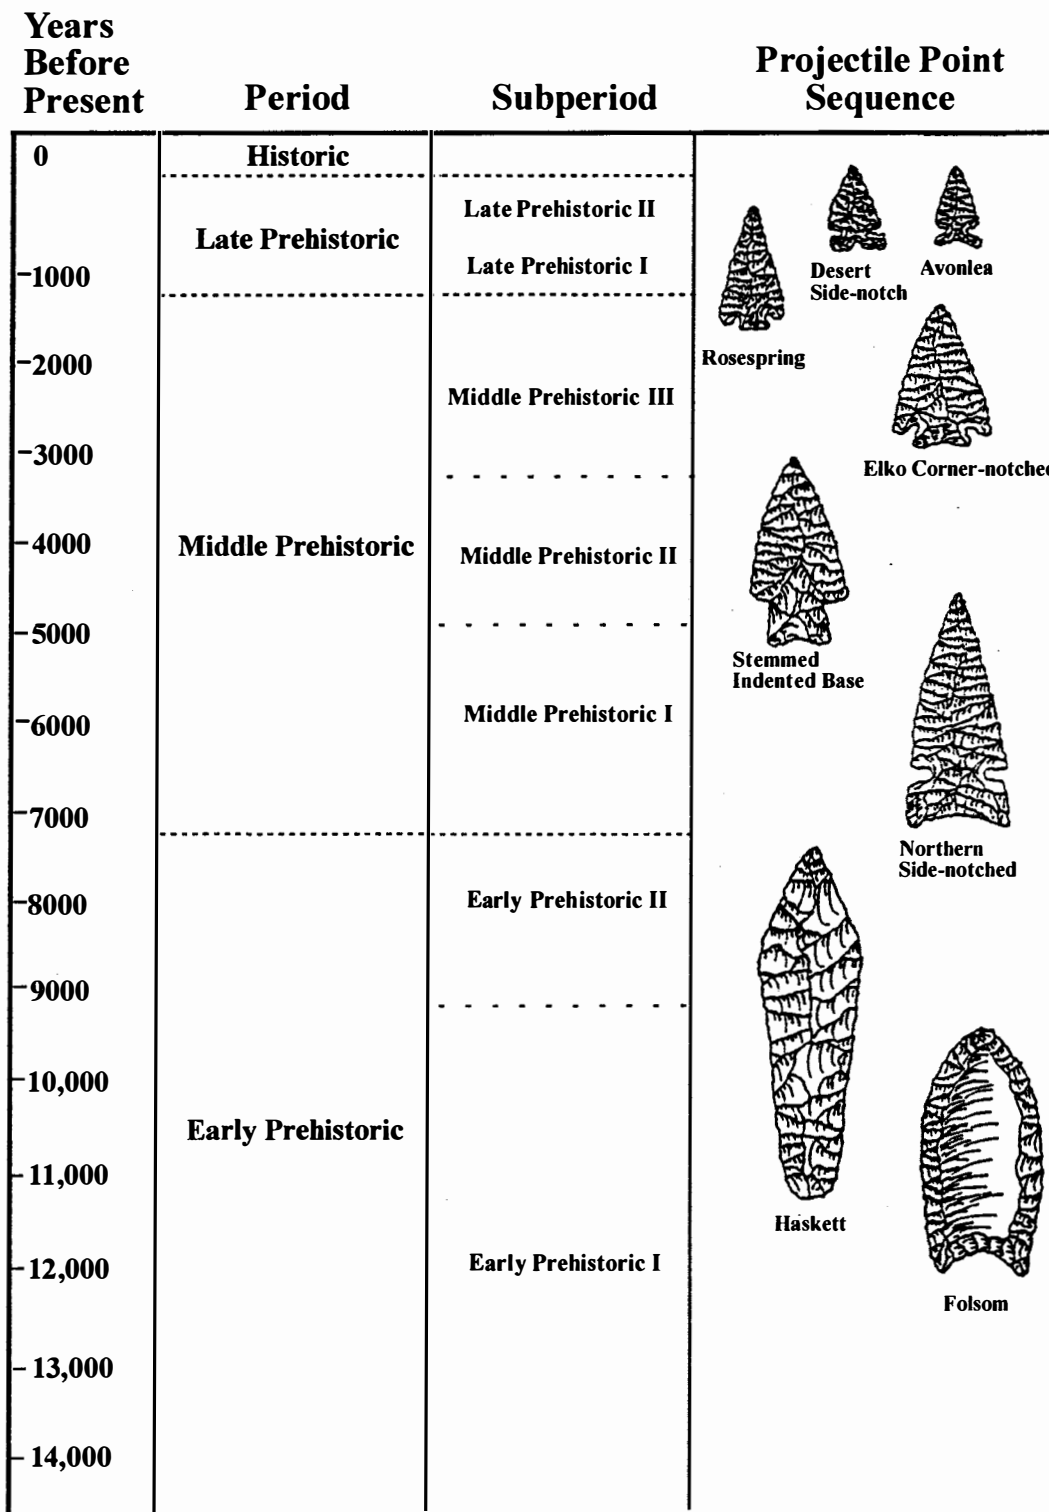 Years
Before
Present
Period
Subperiod
Projectile Point
Sequence
0
Historic
Late Prehistoric II
Late Prehistoric
Late Prehistoric I
1000
Desert
Side-notch
Avonlea
Rosespring
2000
Middle Prehistoric III
3000
Elko Corner-notched
4000
Middle Prehistoric
Middle Prehistoric II
5000
Stemmed
Indented Base
Middle Prehistoric I
6000
7000
Northern
Side-notched
8000
Early Prehistoric II
9000
10,000
Early Prehistoric
11,000
Haskett
12,000
Early Prehistoric I
Folsom
13,000
14,000